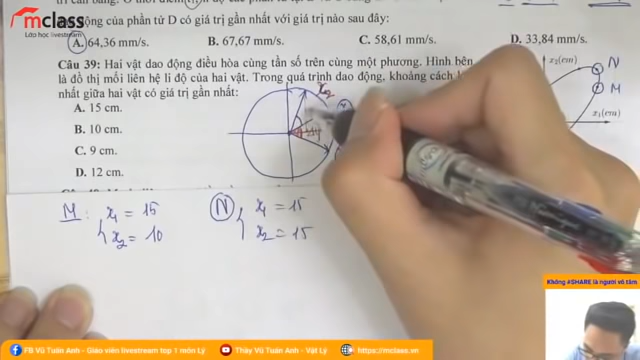 mclass
Lớp học livestream
động của phần tử D có giá trị gần nhất với giá trị nào sau đây:
A. 64,36 mm/s. B. 67,67 mm/s. C. 58,61 mm/s. D. 33,84 mm/s.
Câu 39: Hai vật dao động điều hòa cùng tần số trên cùng một phương. Hình bên
là đồ thị mối liên hệ li độ của hai vật. Trong quá trình dao động, khoảng cách
nhất giữa hai vật có giá trị gần nhất:
A. 15 cm.
B. 10 cm.
C. 9 cm.
D. 12 cm.
x2
x2(cm)
N
M
x1(cm)
M: x1 = 15
x2 = 10
N x1 = 15
x2 = 15
Không #SHARE là người vô tâm
FB Vũ Tuấn Anh - Giáo viên livestream top 1 môn Lý
Thầy Vũ Tuấn Anh - Vật Lý
https://mclass.vn